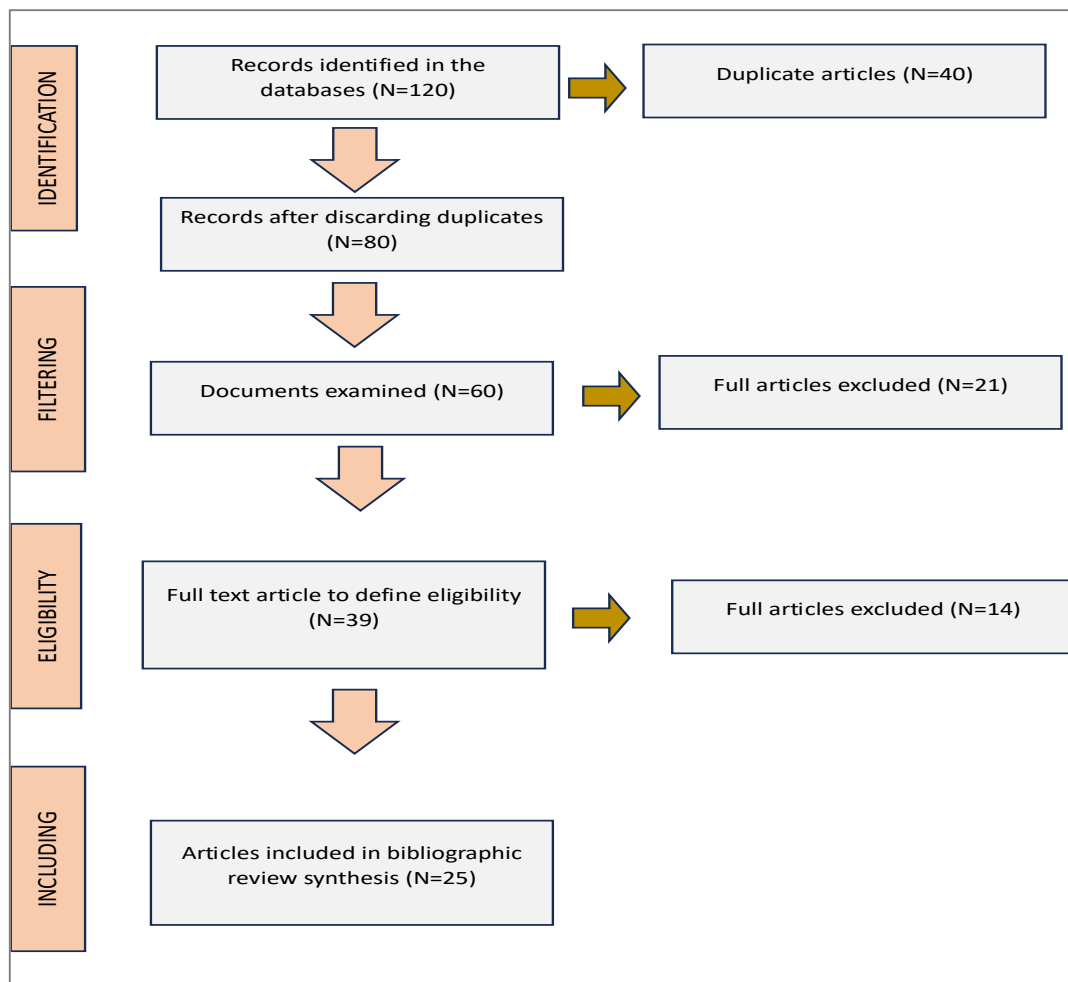 IDENTIFICATION
Records identified in the
databases (N=120)
Duplicate articles (N=40)
Records after discarding duplicates
(N=80)
FILTERING
Documents examined (N=60)
Full articles excluded (N=21)
ELIGIBILITY
Full text article to define eligibility
(N=39)
Full articles excluded (N=14)
INCLUDING
Articles included in bibliographic
review synthesis (N=25)